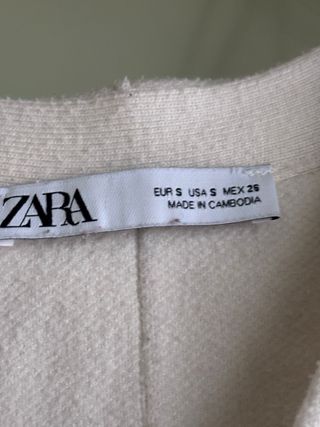 ZARA
EUR S USA S MEX 26
MADE IN CAMBODIA